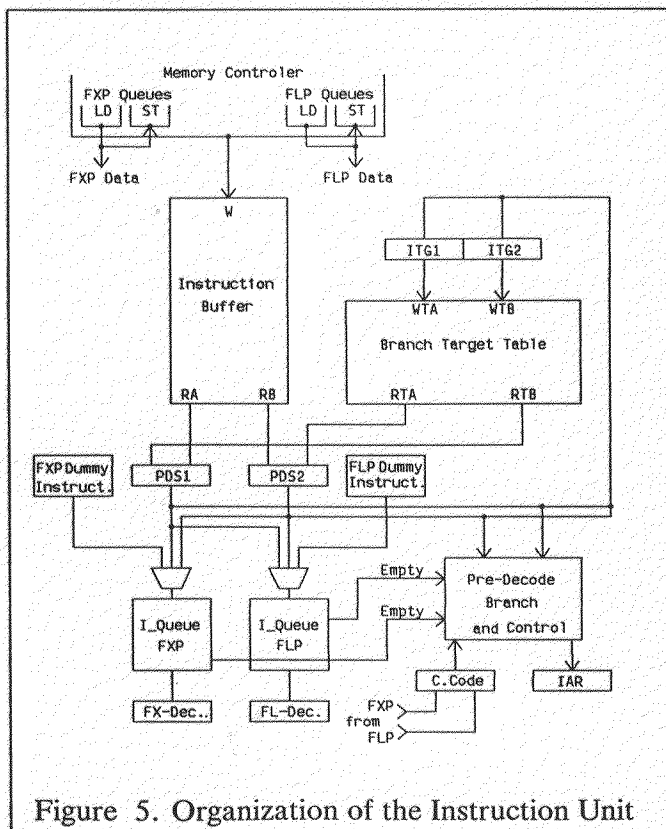 Memory Controler
FXP Queues
LD ST
FLP Queues
LD ST
FXP Data
FLP Data
W
Instruction
Buffer
RA RB
ITG1 ITG2
WTA WTB
Branch Target Table
RTA RTB
FXP Dummy
Instruct.
PDS1
PDS2
FLP Dummy
Instruct.
Empty
Empty
Pre-Decode
Branch
and Control
I_Queue
FXP
I_Queue
FLP
FX-Dec..
FL-Dec.
C.Code
IAR
FXP
from
FLP
Figure 5. Organization of the Instruction Unit